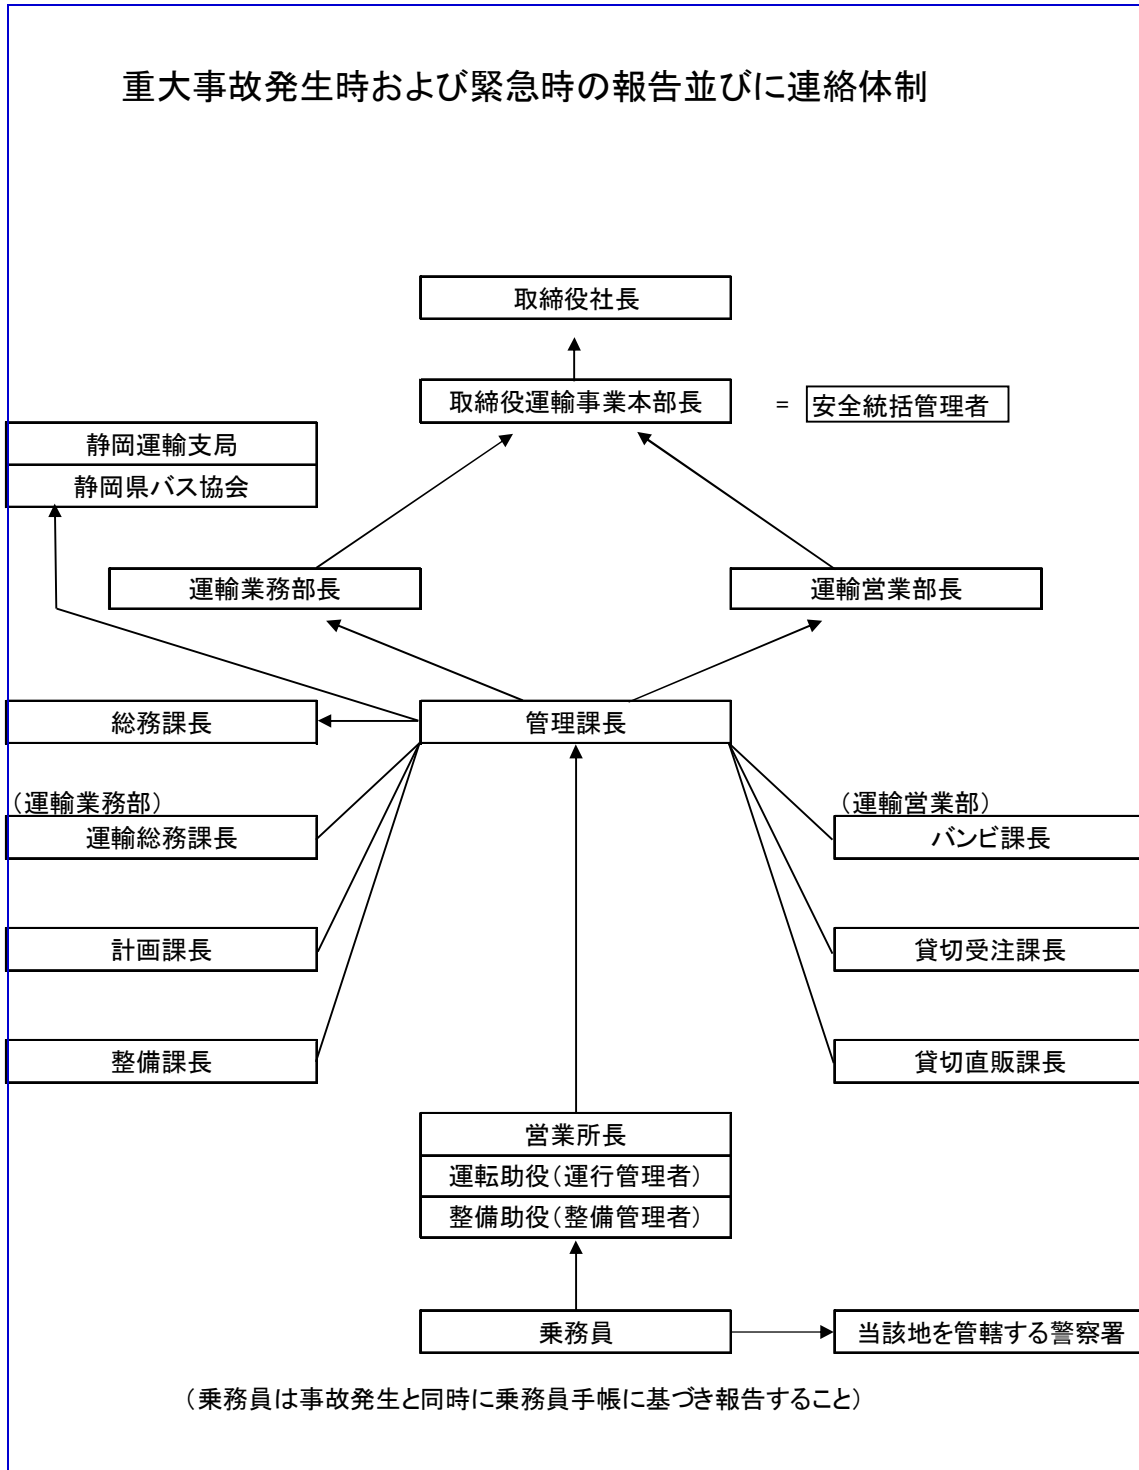 重大事故発生時および緊急時の報告並びに連絡体制
取締役社長
取締役運輸事業本部長 = 安全統括管理者
静岡運輸支局
静岡県バス協会
運輸業務部長 運輸営業部長
総務課長 管理課長
（運輸業務部） （運輸営業部）
運輸総務課長 バンビ課長
計画課長 貸切受注課長
整備課長 貸切直販課長
営業所長
運転助役（運行管理者）
整備助役（整備管理者）
乗務員 当該地を管轄する警察署
（乗務員は事故発生と同時に乗務員手帳に基づき報告すること）